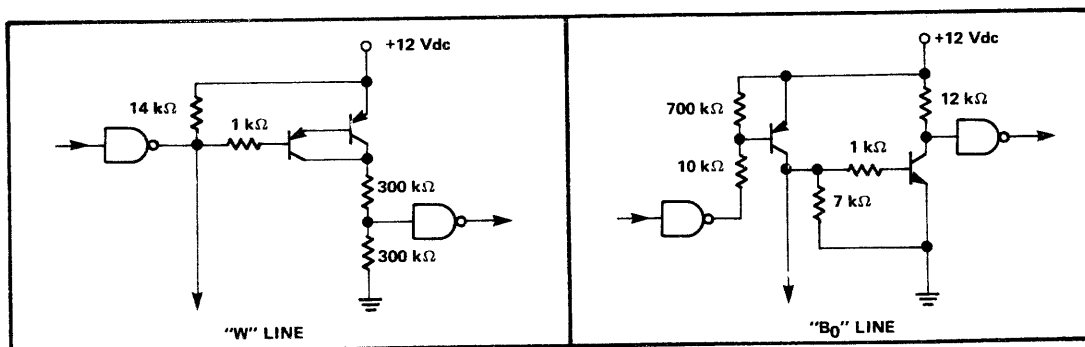 +12 Vdc
14 kΩ
1 kΩ
300 kΩ
300 kΩ
"W" LINE
+12 Vdc
700 kΩ
12 kΩ
1 kΩ
10 kΩ
7 kΩ
"B0" LINE